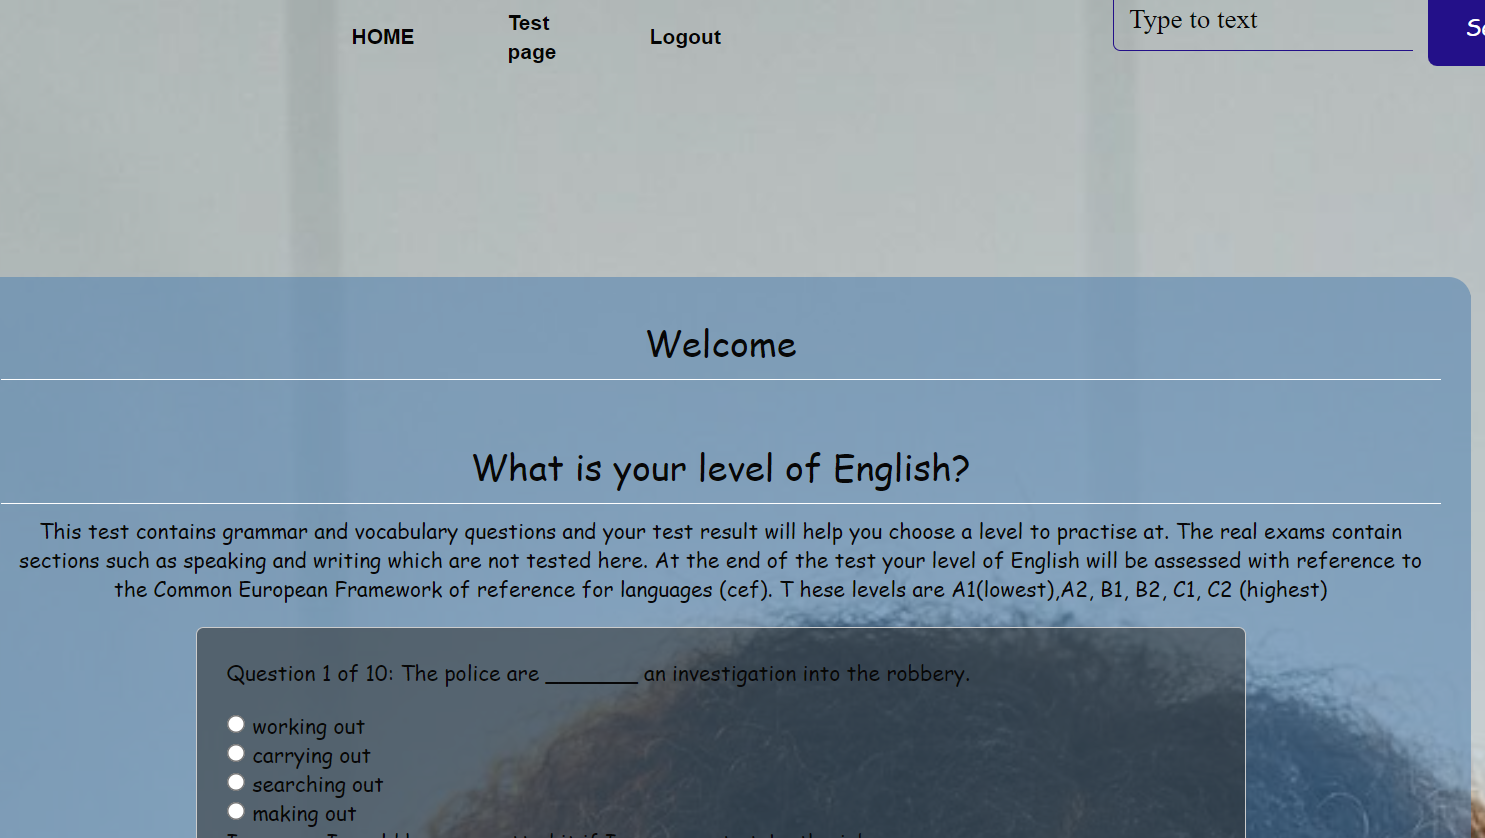 HOME
Test
page
Logout
Type to text
Welcome
What is your level of English?
This test contains grammar and vocabulary questions and your test result will help you choose a level to practise at. The real exams contain
sections such as speaking and writing which are not tested here. At the end of the test your level of English will be assessed with reference to
the Common European Framework of reference for languages (cef). T hese levels are A1(lowest),A2, B1, B2, C1, C2 (highest)
Question 1 of 10: The police are ________ an investigation into the robbery.
working out
carrying out
searching out
making out